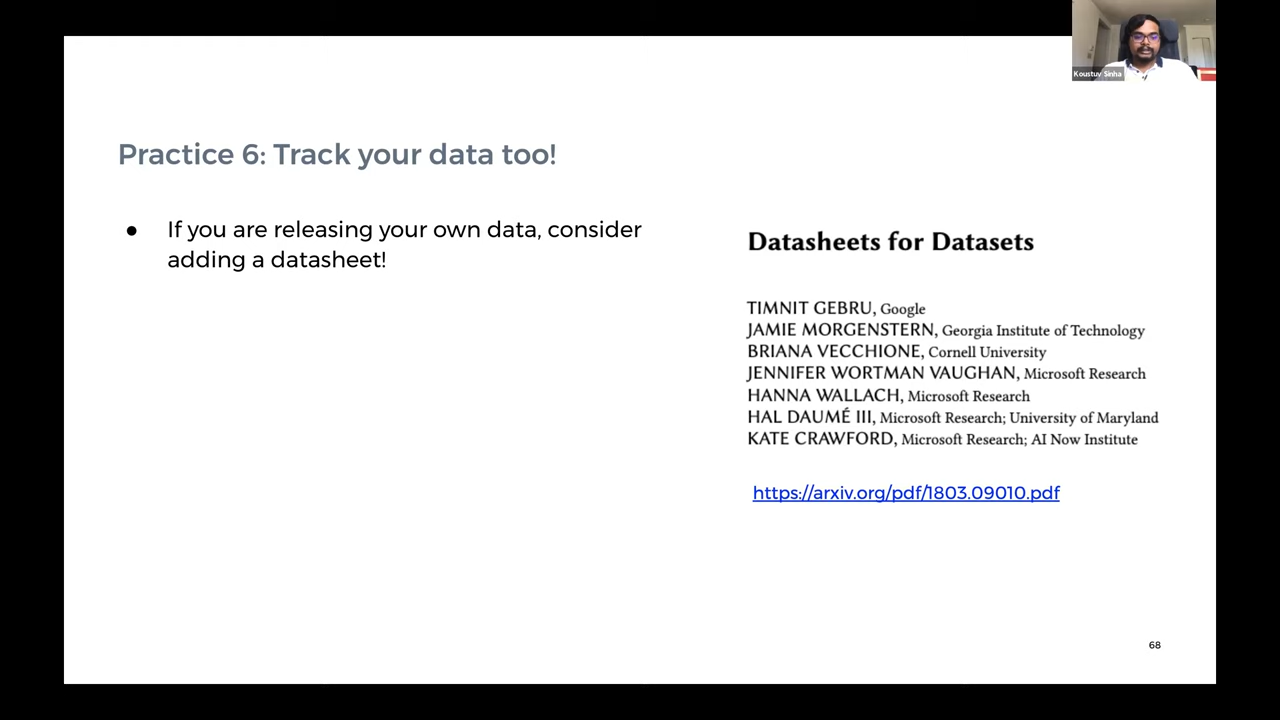 Koustuv Sinha
Practice 6: Track your data too!
● If you are releasing your own data, consider
adding a datasheet!
Datasheets for Datasets
TIMNIT GEBRU, Google
JAMIE MORGENSTERN, Georgia Institute of Technology
BRIANA VECCHIONE, Cornell University
JENNIFER WORTMAN VAUGHAN, Microsoft Research
HANNA WALLACH, Microsoft Research
HAL DAUMÉ III, Microsoft Research; University of Maryland
KATE CRAWFORD, Microsoft Research; AI Now Institute
https://arxiv.org/pdf/1803.09010.pdf
68